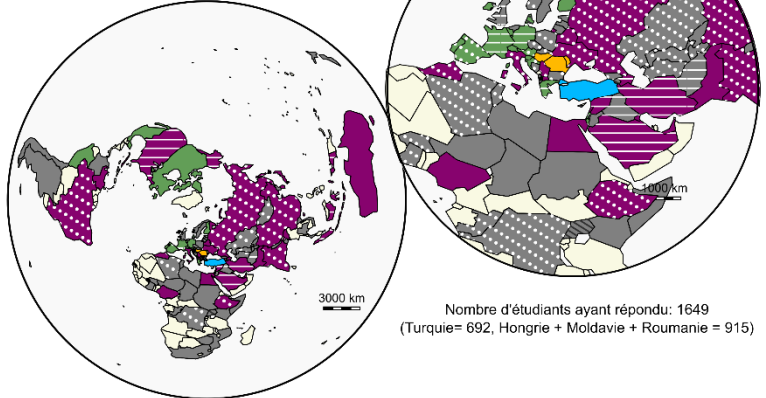 1000 km
3000 km
Nombre d'étudiants ayant répondu: 1649
(Turquie= 692, Hongrie + Moldavie + Roumanie = 915)